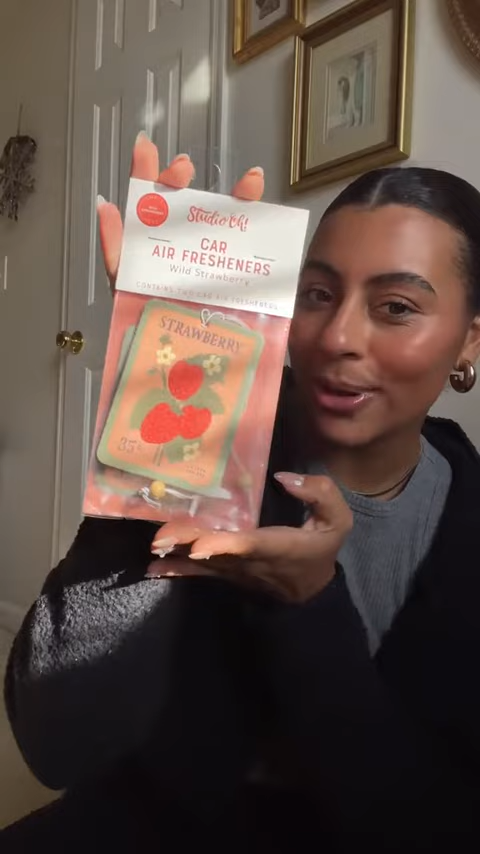 Studio Oh!
CAR
AIR FRESHENERS
Wild Strawberry
CONTAINS TWO CAR AIR FRESHENERS
STRAWBERRY
35¢